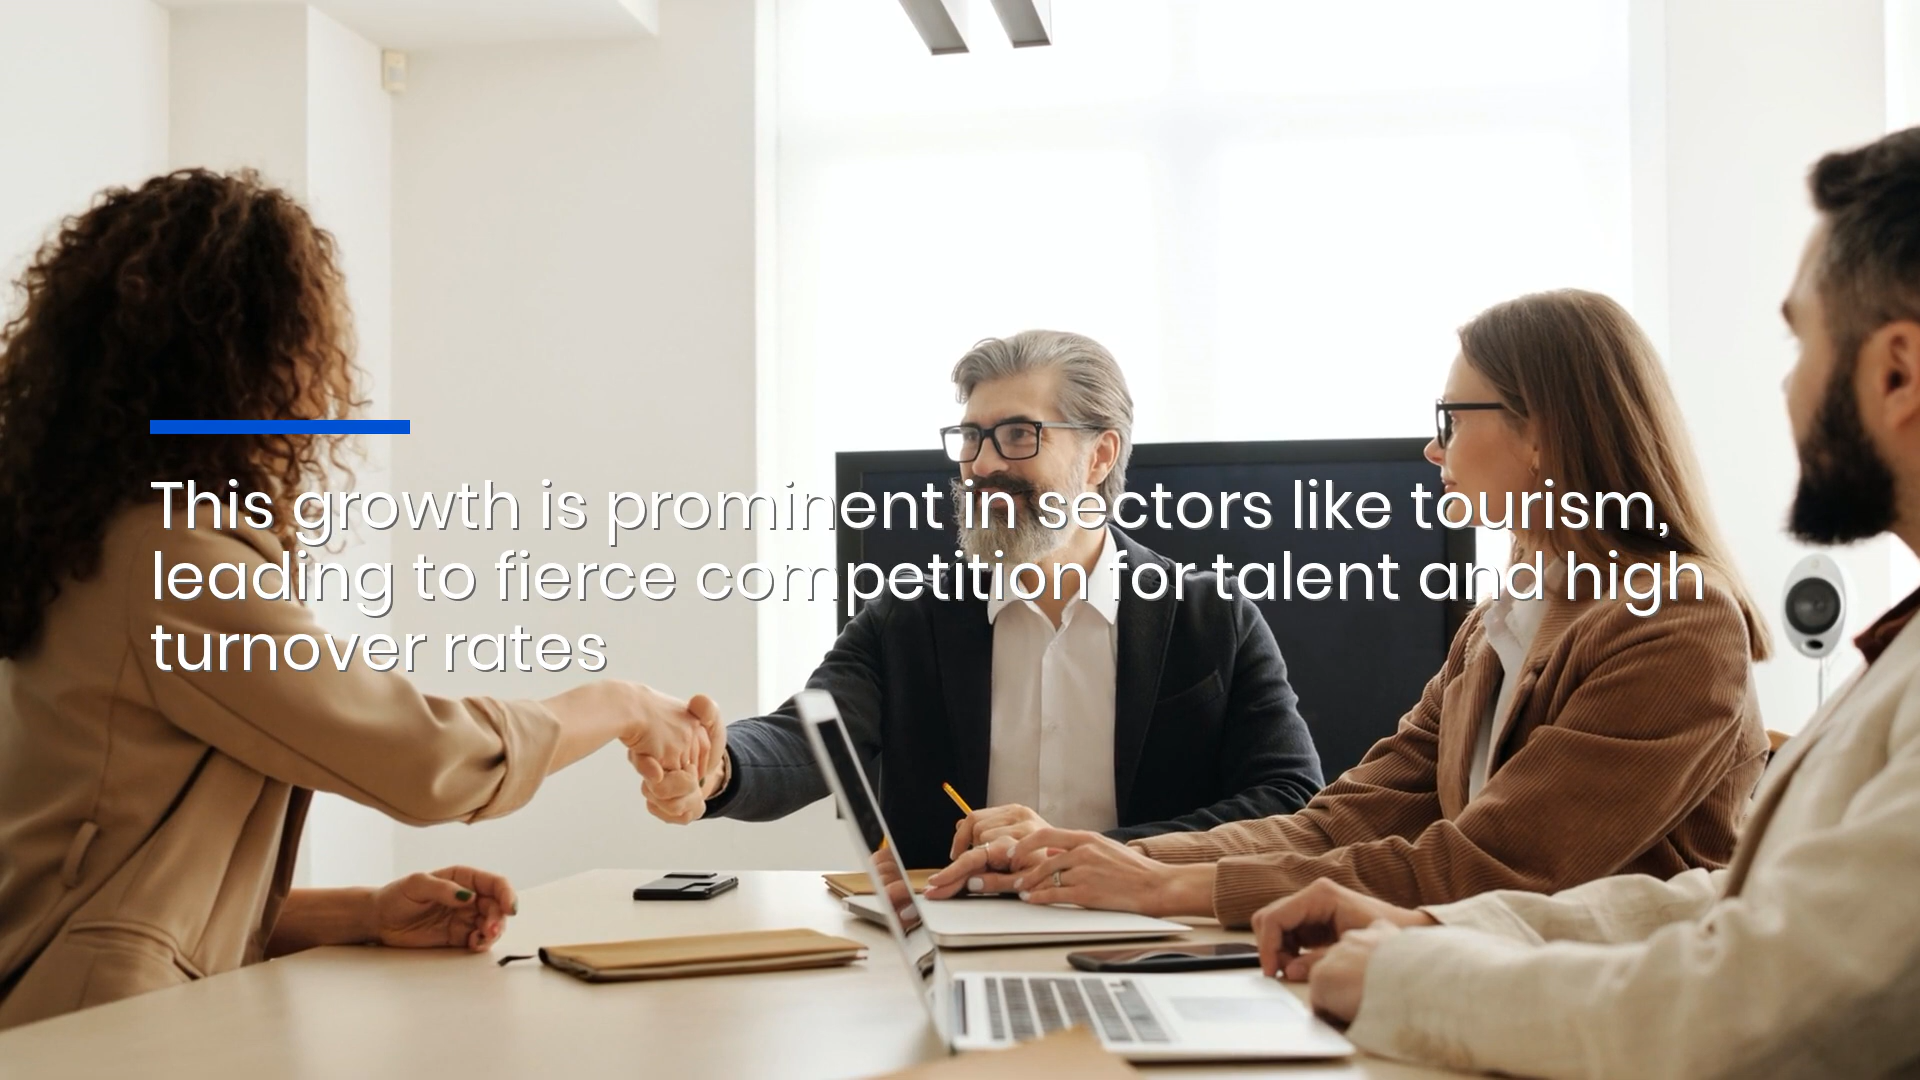 This growth is prominent in sectors like tourism,
leading to fierce competition for talent and high
turnover rates